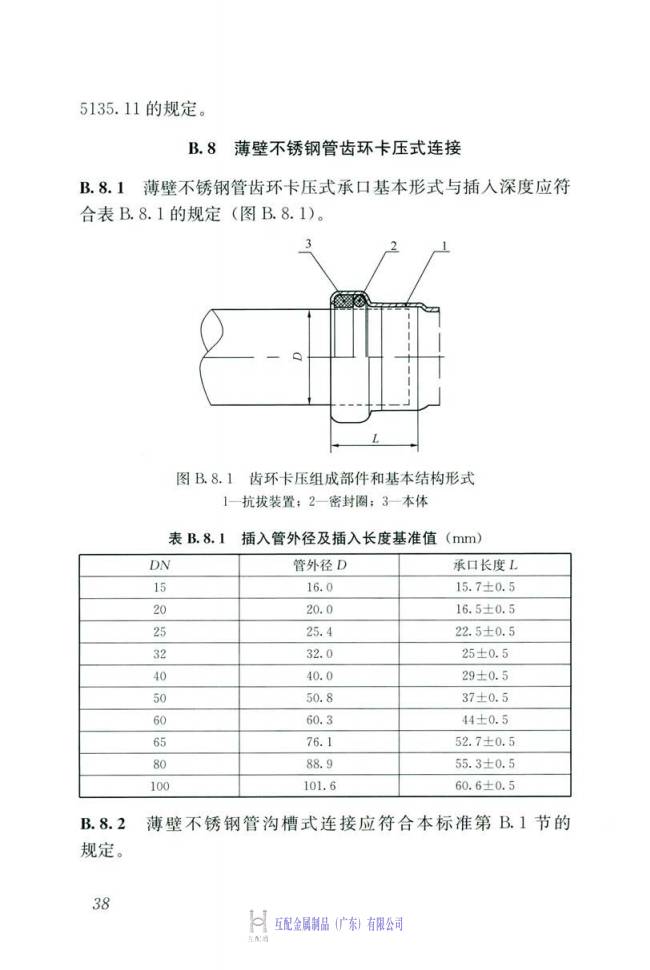 5135.11的规定。
B.8 薄壁不锈钢管齿环卡压式连接
B.8.1 薄壁不锈钢管齿环卡压式承口基本形式与插入深度应符
合表B.8.1的规定（图B.8.1）。
3 2 1
D
L
图B.8.1 齿环卡压组成部件和基本结构形式
1—抗拔装置；2—密封圈；3—本体
表B.8.1 插入管外径及插入长度基准值（mm）
DN 管外径D 承口长度L
15 16.0 15.7±0.5
20 20.0 16.5±0.5
25 25.4 22.5±0.5
32 32.0 25±0.5
40 40.0 29±0.5
50 50.8 37±0.5
60 60.3 44±0.5
65 76.1 52.7±0.5
80 88.9 55.3±0.5
100 101.6 60.6±0.5
B.8.2 薄壁不锈钢管沟槽式连接应符合本标准第B.1节的
规定。
38
互配金属制品（广东）有限公司